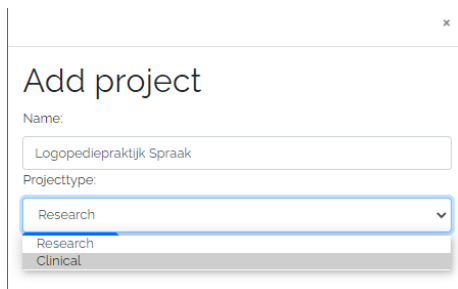 ×
Add project
Name:
Logopediepraktijk Spraak
Projecttype:
Research
Research
Clinical